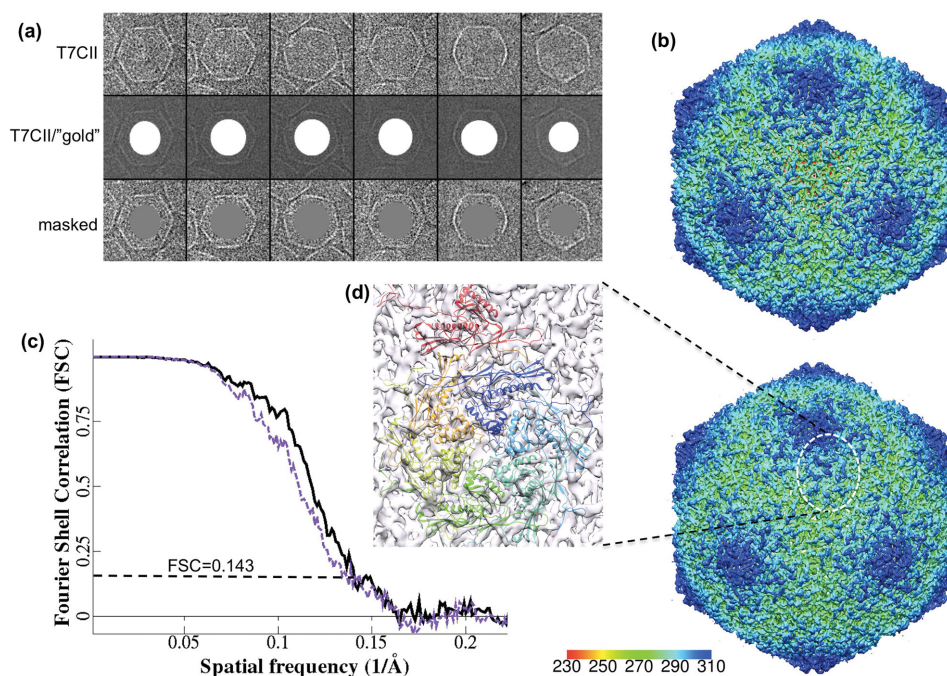 (a)
T7CII
T7CII/"gold"
masked
(b)
(c)
Fourier Shell Correlation (FSC)
0.75
0.5
0.25
0
FSC=0.143
0.05
0.1
0.15
0.2
Spatial frequency (1/Å)
(d)
230 250 270 290 310